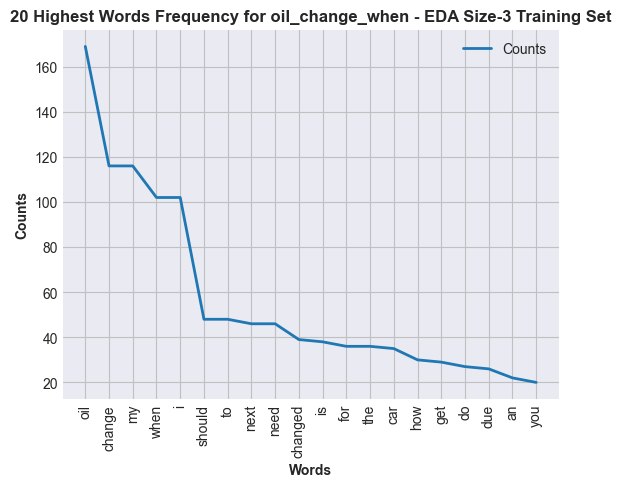 20 Highest Words Frequency for oil_change_when - EDA Size-3 Training Set
Counts
160
140
120
100
80
60
40
20
Counts
oil
change
my
when
i
should
to
next
need
changed
is
for
the
car
how
get
do
due
an
you
Words